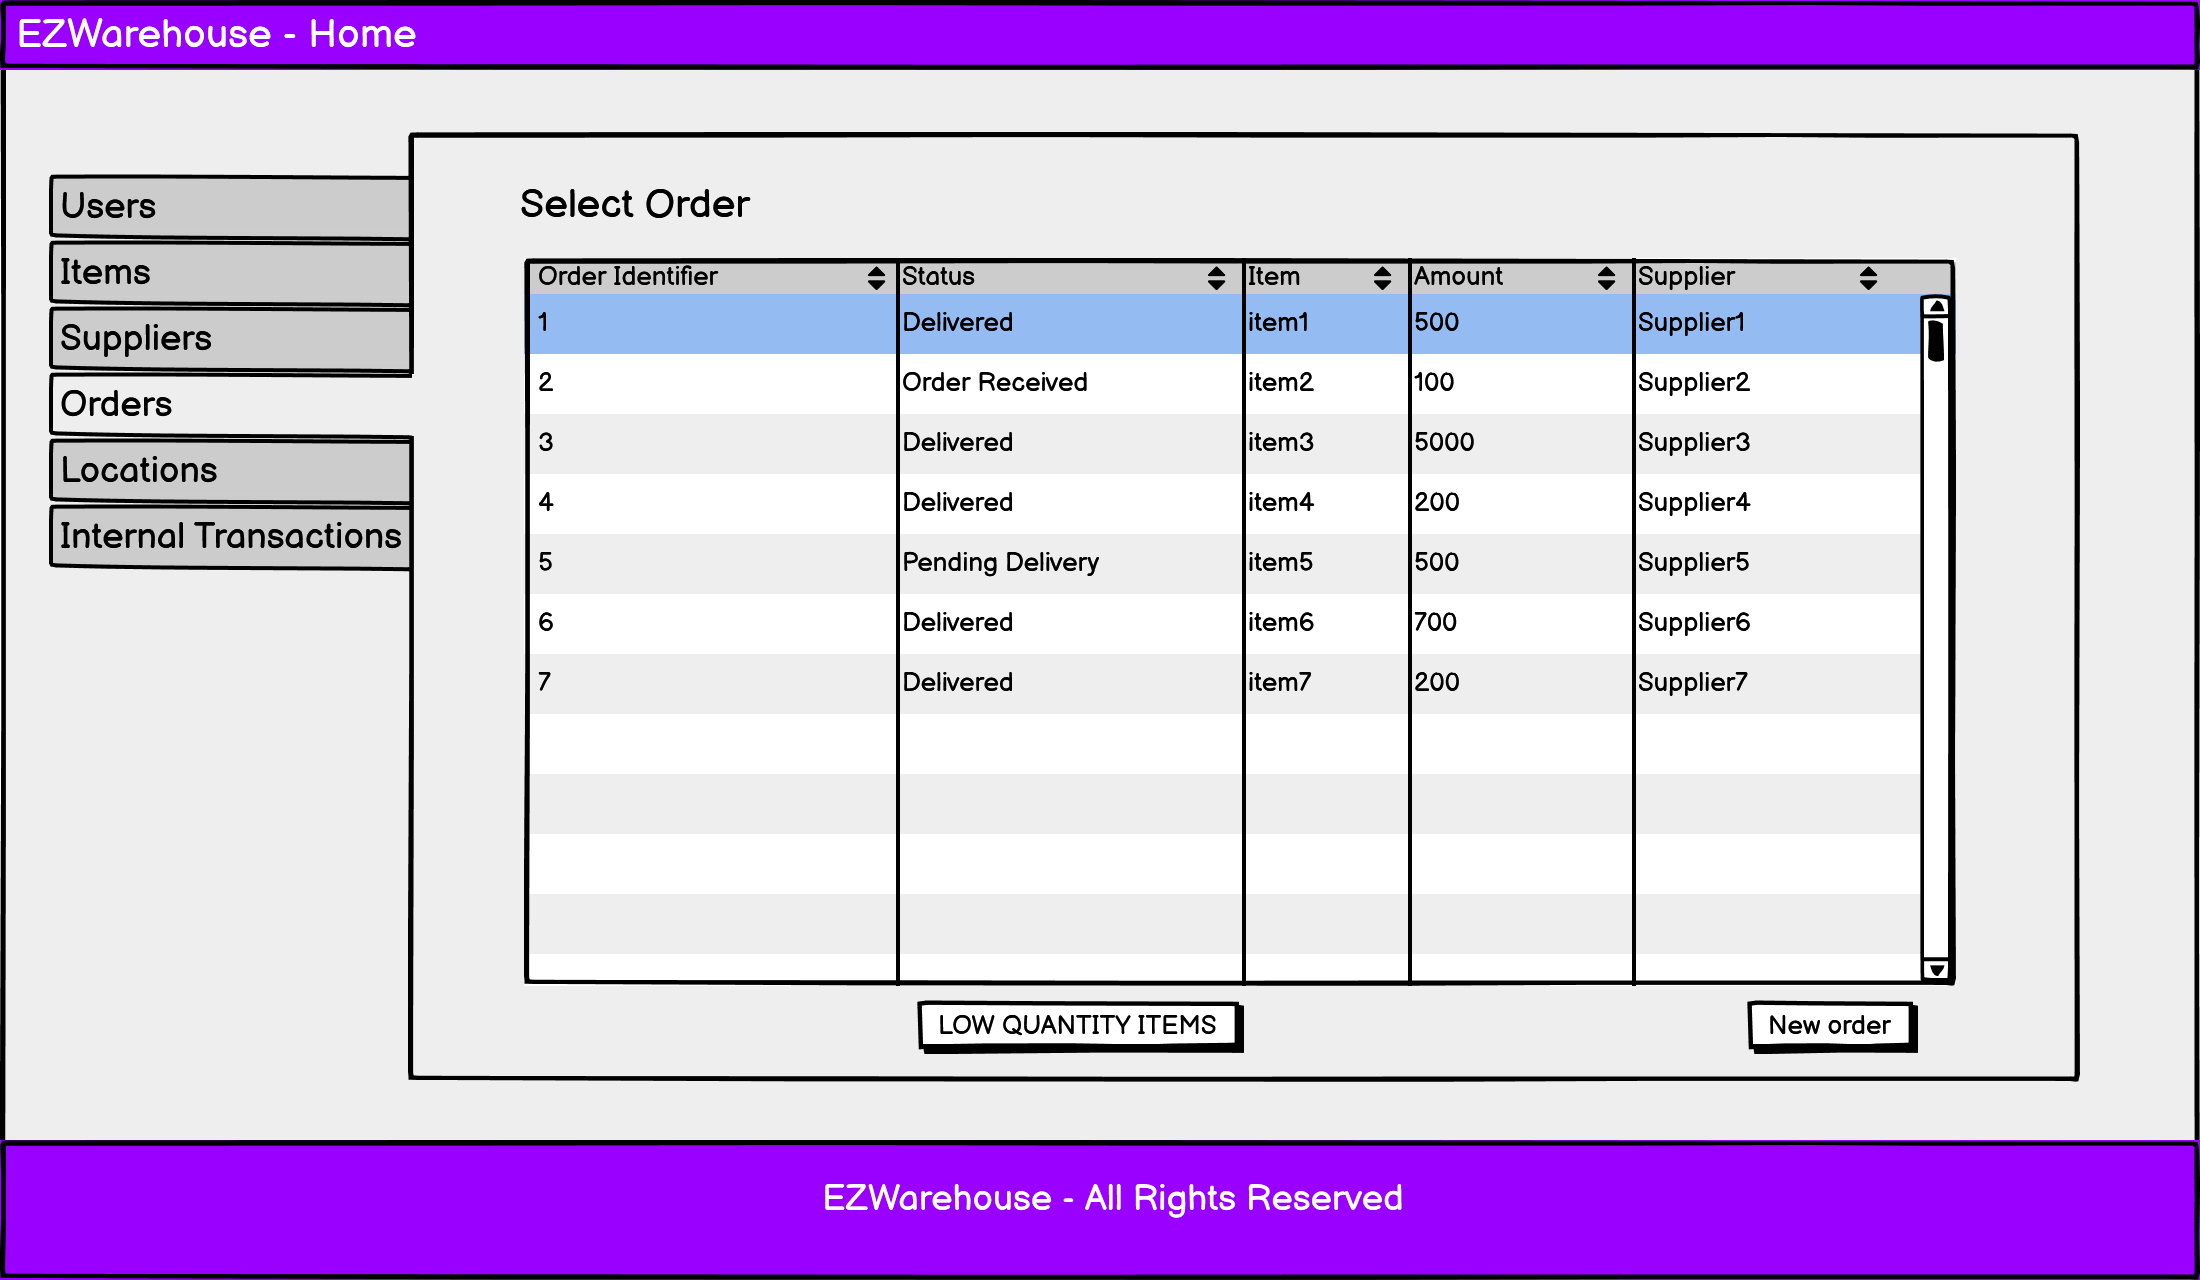 EZWarehouse - Home
Users
Items
Suppliers
Orders
Locations
Internal Transactions
Select Order
Order Identifier Status Item Amount Supplier
1 Delivered item1 500 Supplier1
2 Order Received item2 100 Supplier2
3 Delivered item3 5000 Supplier3
4 Delivered item4 200 Supplier4
5 Pending Delivery item5 500 Supplier5
6 Delivered item6 700 Supplier6
7 Delivered item7 200 Supplier7
LOW QUANTITY ITEMS New order
EZWarehouse - All Rights Reserved